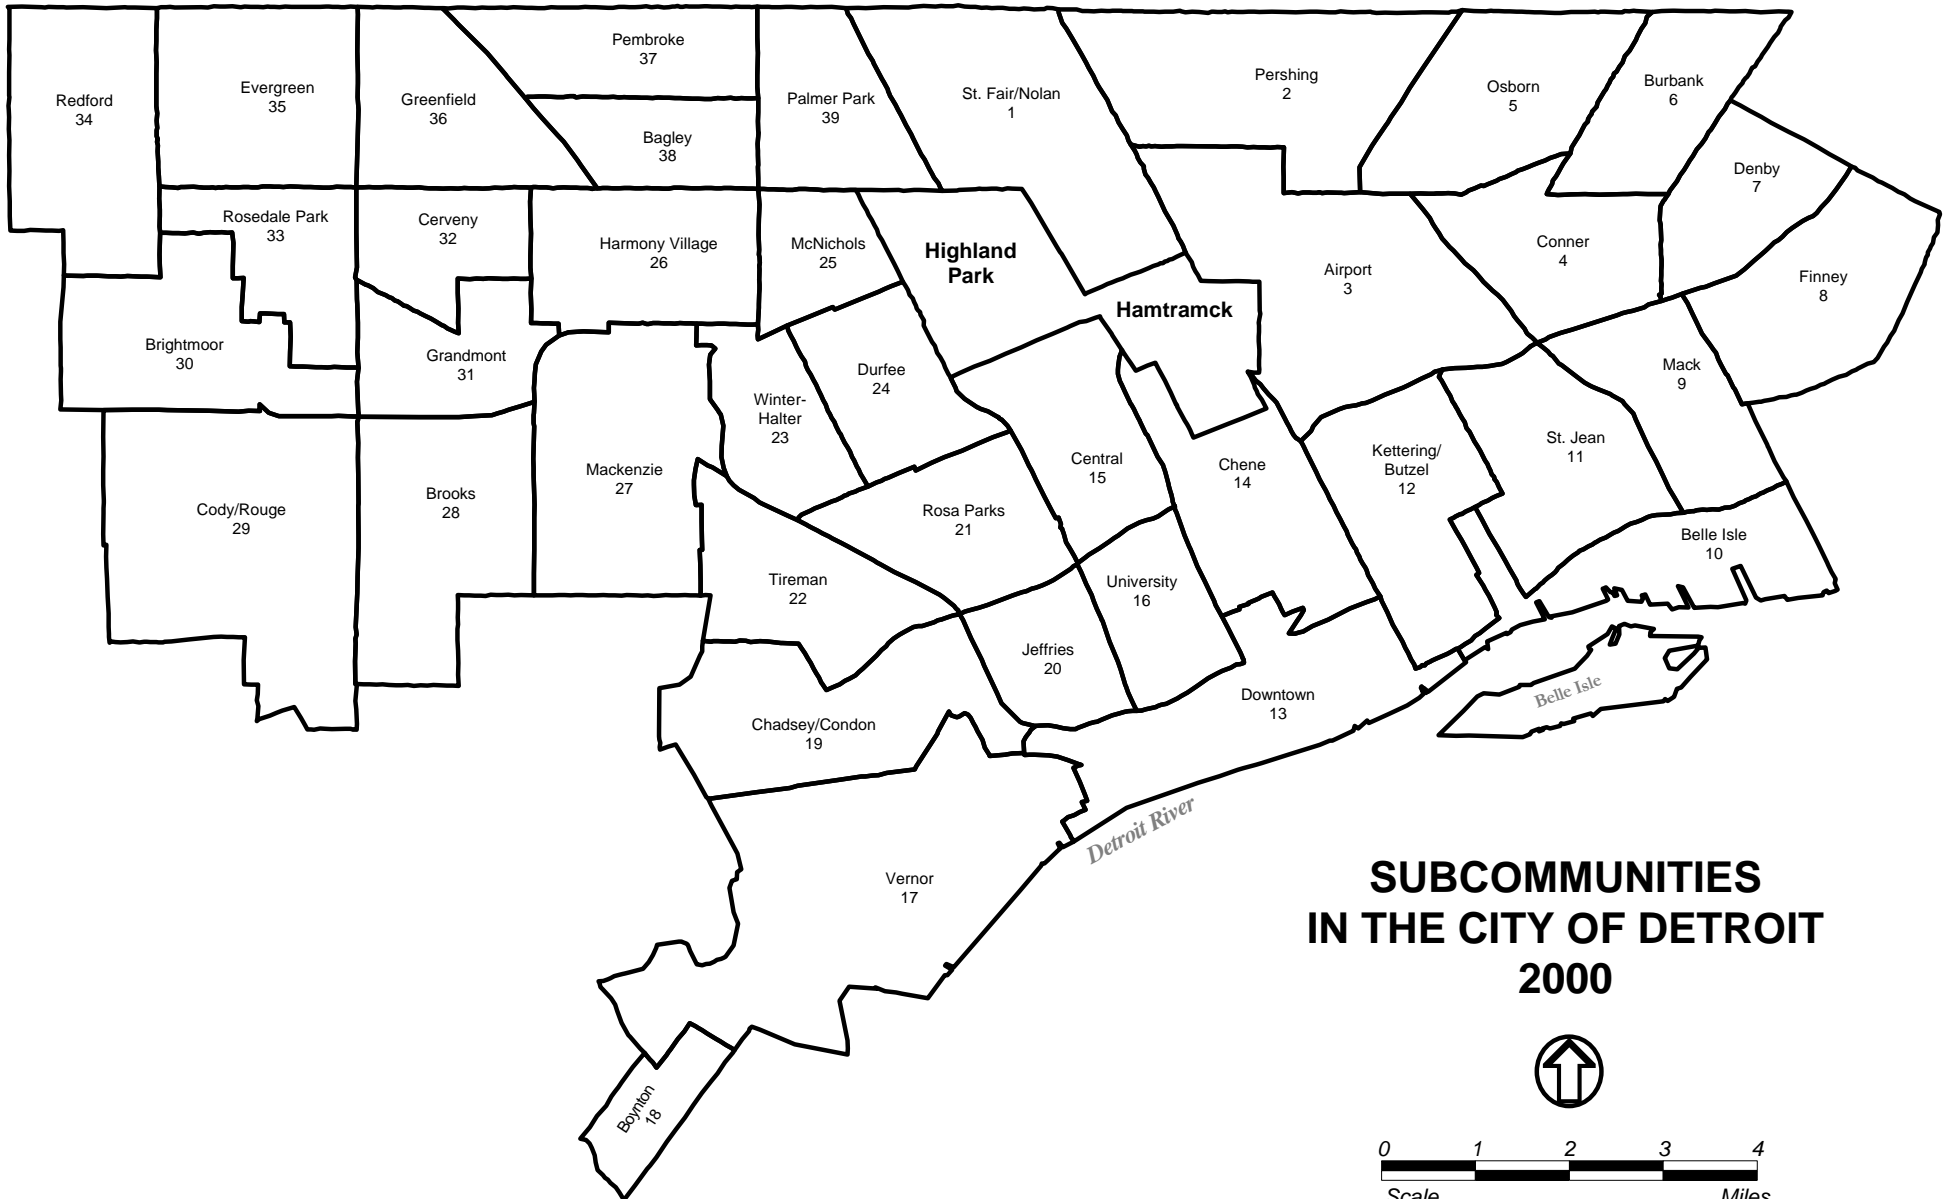 Pembroke
37
Redford
34
Evergreen
35
Greenfield
36
Bagley
38
Palmer Park
39
St. Fair/Nolan
1
Pershing
2
Osborn
5
Burbank
6
Denby
7
Rosedale Park
33
Cerveny
32
Harmony Village
26
McNichols
25
Highland
Park
Hamtramck
Airport
3
Conner
4
Finney
8
Brightmoor
30
Grandmont
31
Winter-
Halter
23
Durfee
24
Mack
9
Cody/Rouge
29
Brooks
28
Mackenzie
27
Rosa Parks
21
Central
15
Chene
14
Kettering/
Butzel
12
St. Jean
11
Belle Isle
10
Tireman
22
University
16
Jeffries
20
Downtown
13
Belle Isle
Chadsey/Condon
19
Detroit River
Vernor
17
Boynton
18
SUBCOMMUNITIES
IN THE CITY OF DETROIT
2000
0 1 2 3 4
Scale Miles